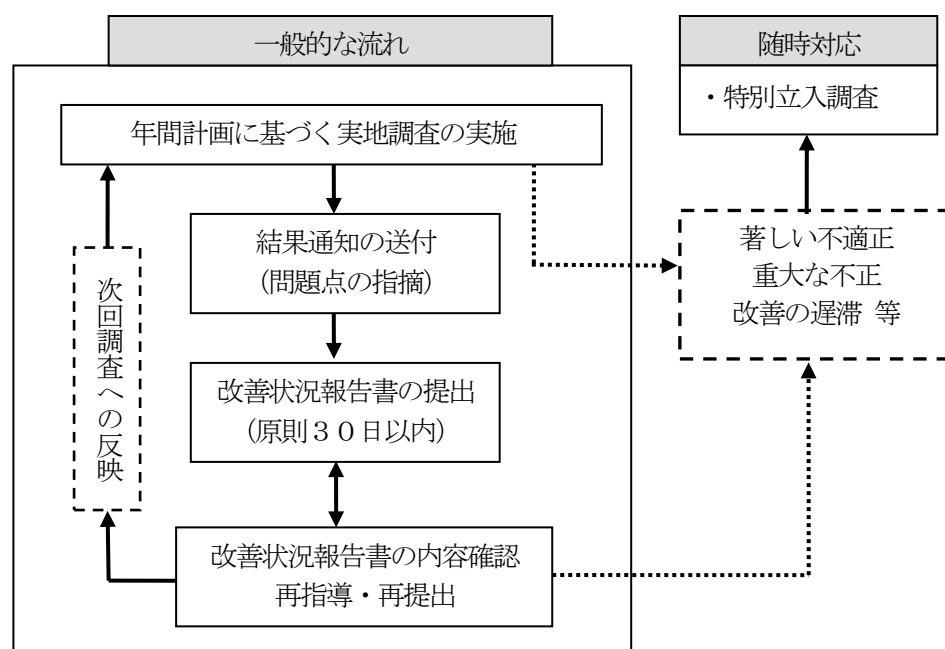 一般的な流れ
年間計画に基づく実地調査の実施
結果通知の送付
（問題点の指摘）
改善状況報告書の提出
（原則３０日以内）
改善状況報告書の内容確認
再指導・再提出
次回調査への反映
随時対応
・特別立入調査
著しい不適正
重大な不正
改善の遅滞 等